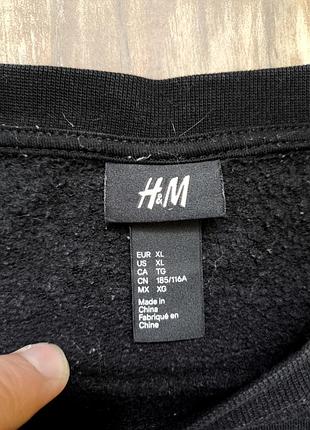 H&M
EUR XL
US XL
CA TG
CN 185/116A
MX XG
Made in
China
Fabriqué en
Chine